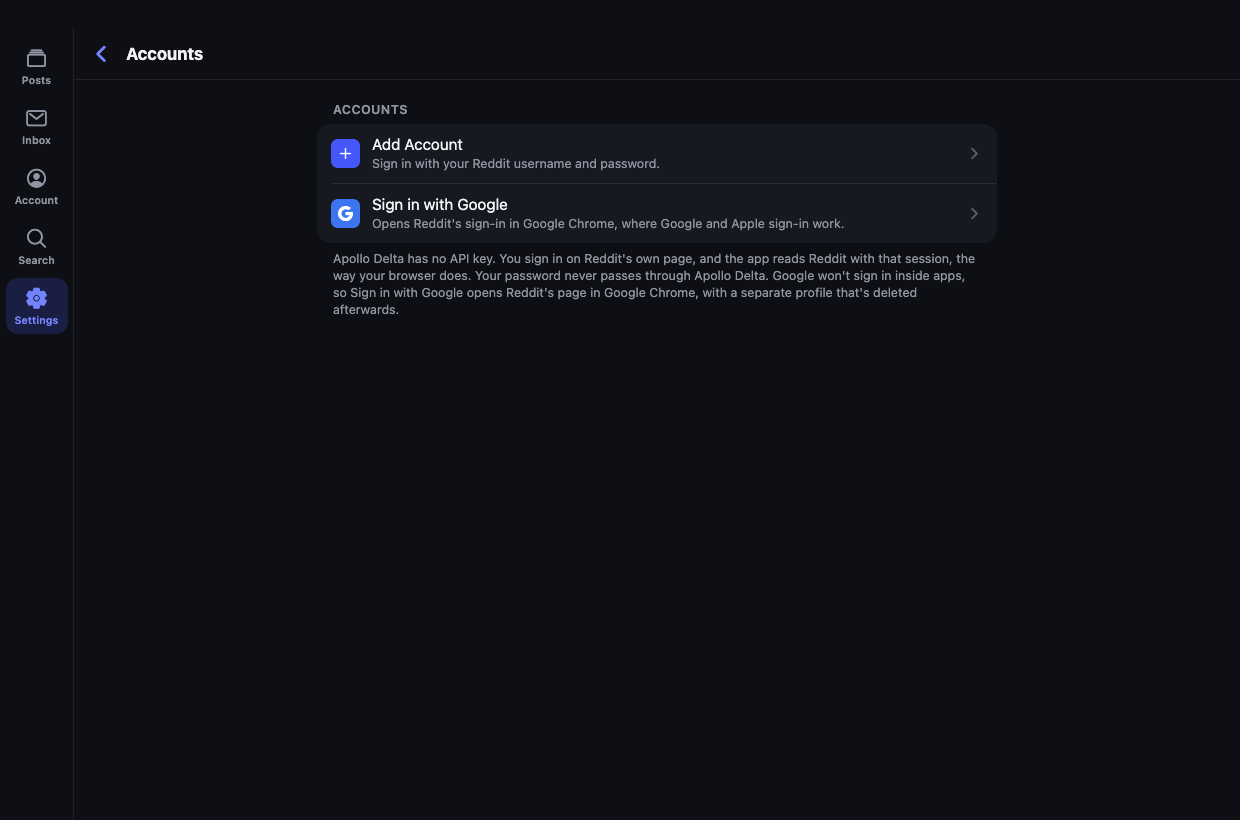 Accounts
Posts
Inbox
Account
Search
Settings
ACCOUNTS
Add Account
Sign in with your Reddit username and password.
G
Sign in with Google
Opens Reddit's sign-in in Google Chrome, where Google and Apple sign-in work.
Apollo Delta has no API key. You sign in on Reddit's own page, and the app reads Reddit with that session, the
way your browser does. Your password never passes through Apollo Delta. Google won't sign in inside apps,
so Sign in with Google opens Reddit's page in Google Chrome, with a separate profile that's deleted
afterwards.